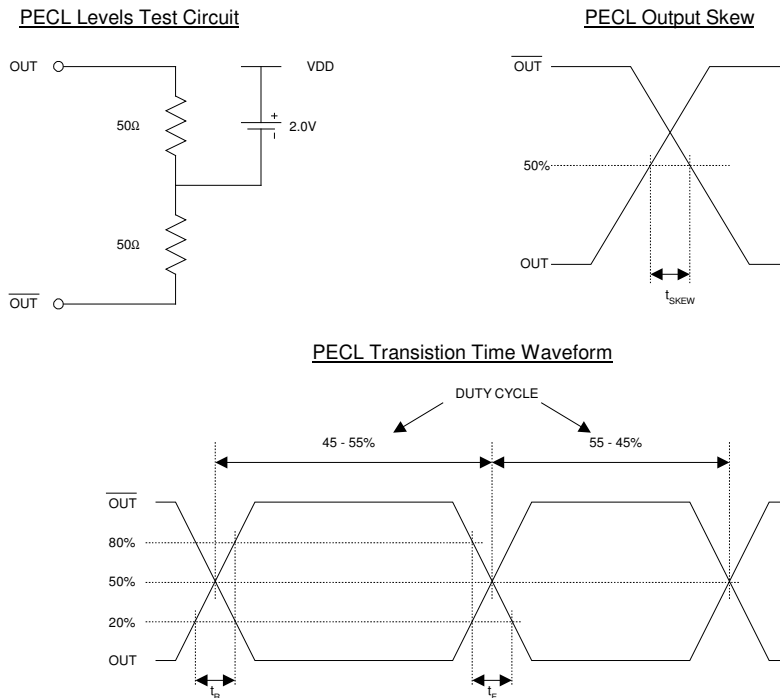 PECL Levels Test Circuit
OUT
VDD
50Ω
+
2.0V
–
50Ω
OUT
PECL Output Skew
OUT
50%
OUT
tSKEW
PECL Transistion Time Waveform
DUTY CYCLE
45 - 55%
55 - 45%
OUT
80%
50%
20%
OUT
tR
tF